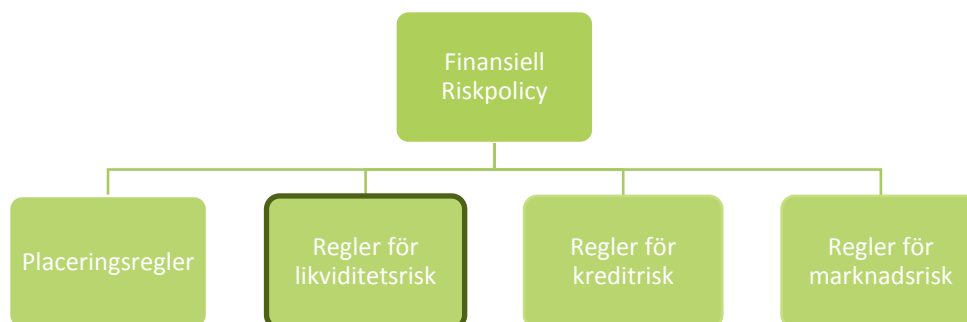 Finansiell
Riskpolicy
Placeringsregler
Regler för
likviditetsrisk
Regler för
kreditrisk
Regler för
marknadsrisk